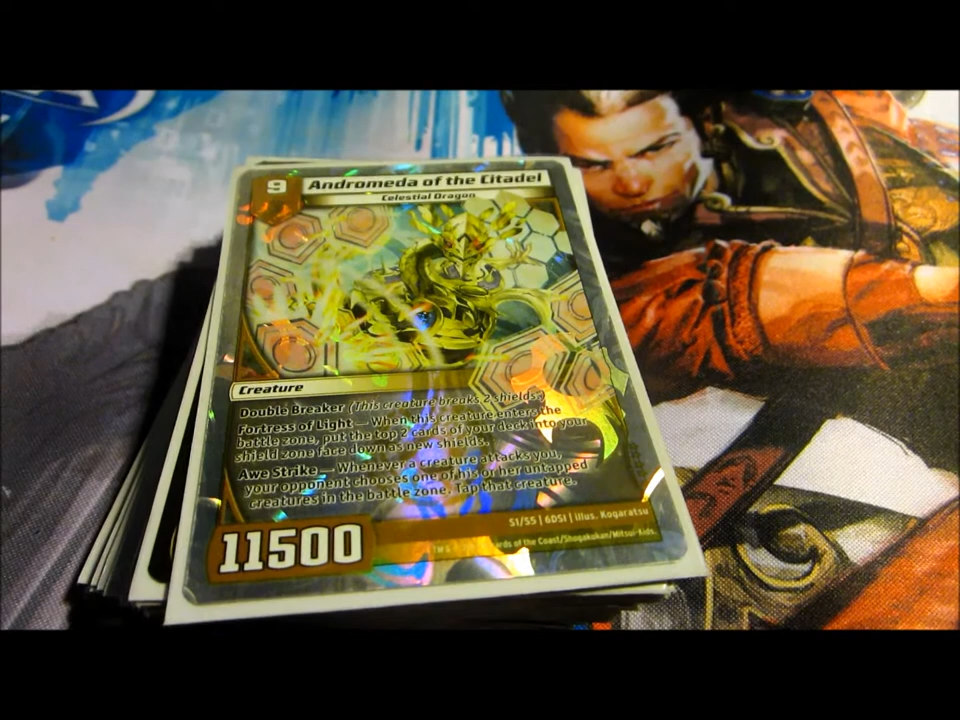 9
Andromeda of the Citadel
Celestial Dragon
Creature
Double Breaker (This creature breaks 2 shields.)
Fortress of Light — When this creature enters the
battle zone, put the top 2 cards of your deck into your
shield zone face down as new shields.
Awe Strike — Whenever a creature attacks you,
your opponent chooses one of his or her untapped
creatures in the battle zone. Tap that creature.
11500
S1/S5 | 6DSI | illus. Kogaratsu
of the Coast/Shogakukan/Mitsui-Kids.